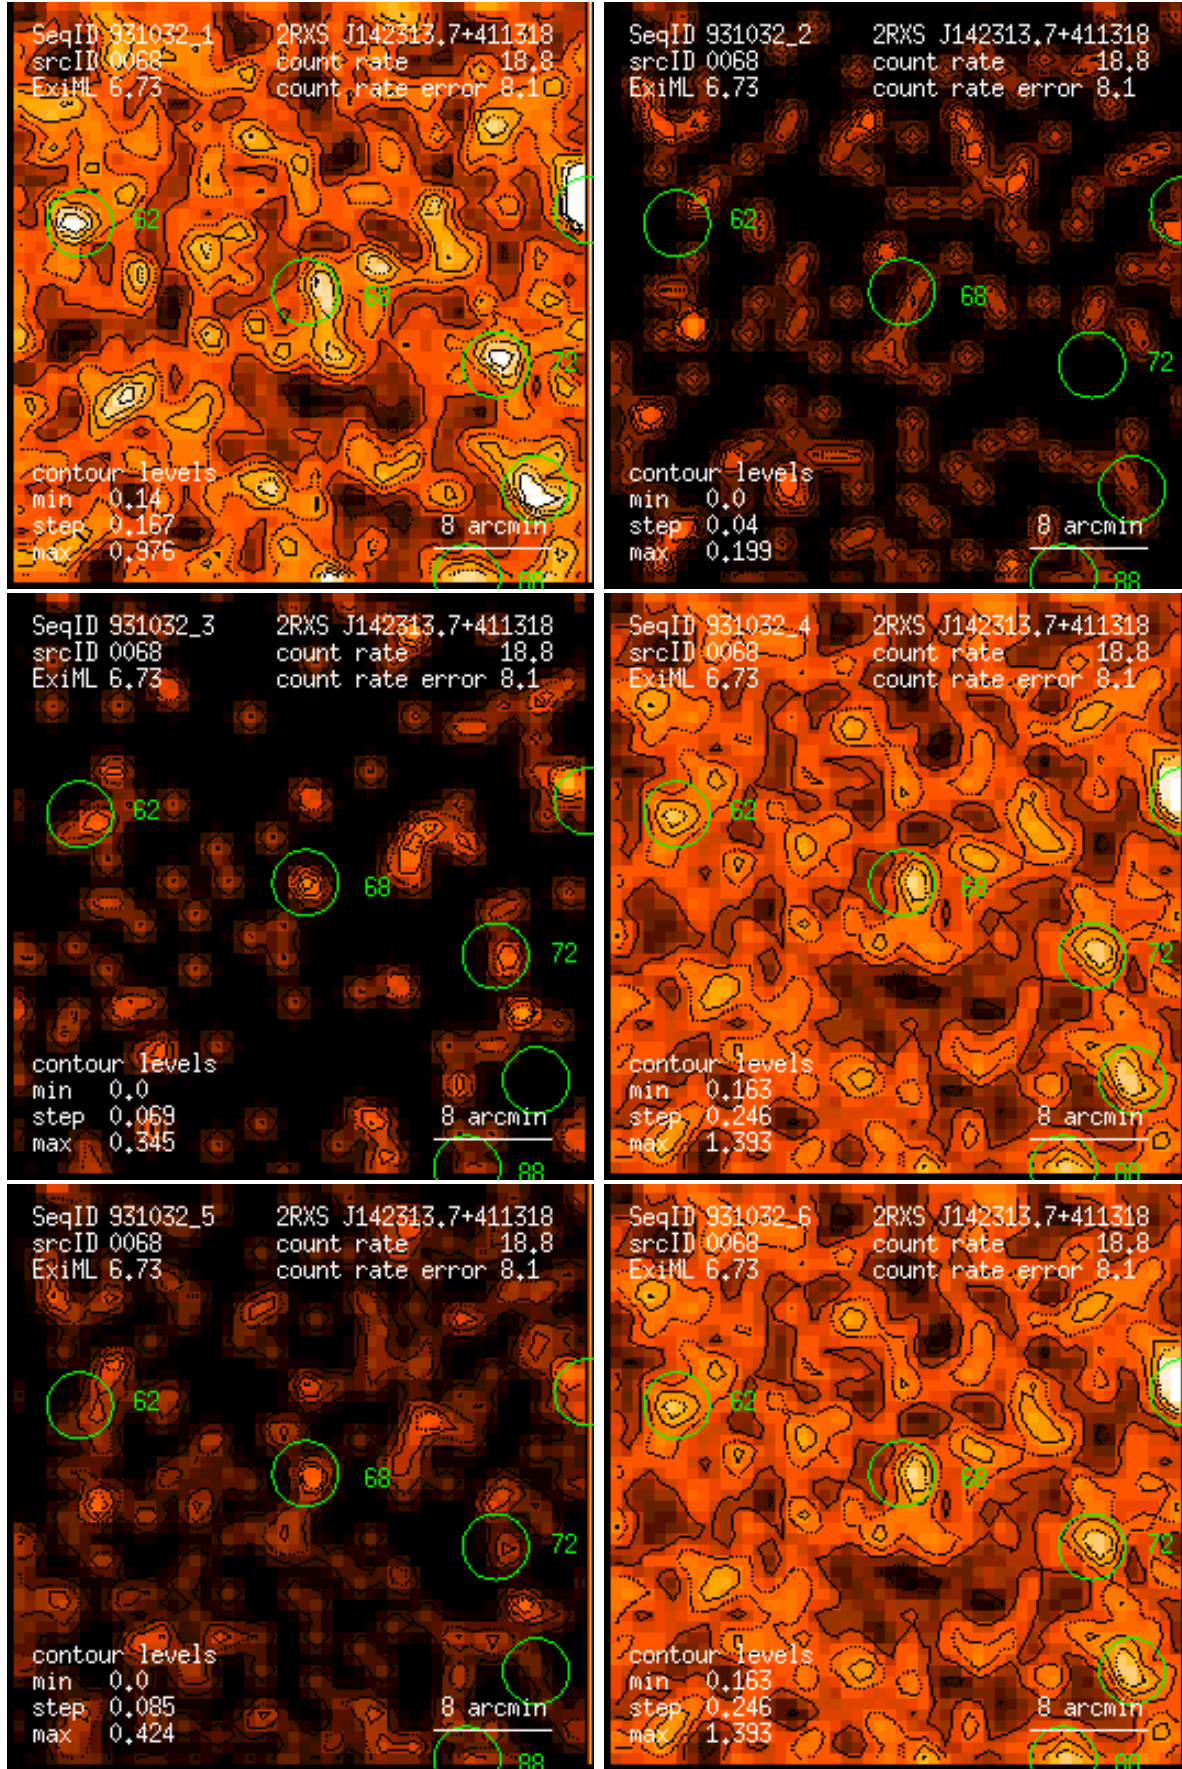 SeqID 931032_1 2RXS J142313.7+411318
srcID 0068 count rate 18.8
ExiML 6.73 count rate error 8.1
62
68
72
contour levels
min 0.14
step 0.167
max 0.976
8 arcmin
88
SeqID 931032_2 2RXS J142313.7+411318
srcID 0068 count rate 18.8
ExiML 6.73 count rate error 8.1
62
68
72
contour levels
min 0.0
step 0.04
max 0.199
8 arcmin
88
SeqID 931032_3 2RXS J142313.7+411318
srcID 0068 count rate 18.8
ExiML 6.73 count rate error 8.1
62
68
72
contour levels
min 0.0
step 0.069
max 0.345
8 arcmin
88
SeqID 931032_4 2RXS J142313.7+411318
srcID 0068 count rate 18.8
ExiML 6.73 count rate error 8.1
62
68
72
contour levels
min 0.163
step 0.246
max 1.393
8 arcmin
88
SeqID 931032_5 2RXS J142313.7+411318
srcID 0068 count rate 18.8
ExiML 6.73 count rate error 8.1
62
68
72
contour levels
min 0.0
step 0.085
max 0.424
8 arcmin
88
SeqID 931032_6 2RXS J142313.7+411318
srcID 0068 count rate 18.8
ExiML 6.73 count rate error 8.1
62
68
72
contour levels
min 0.163
step 0.246
max 1.393
8 arcmin
88